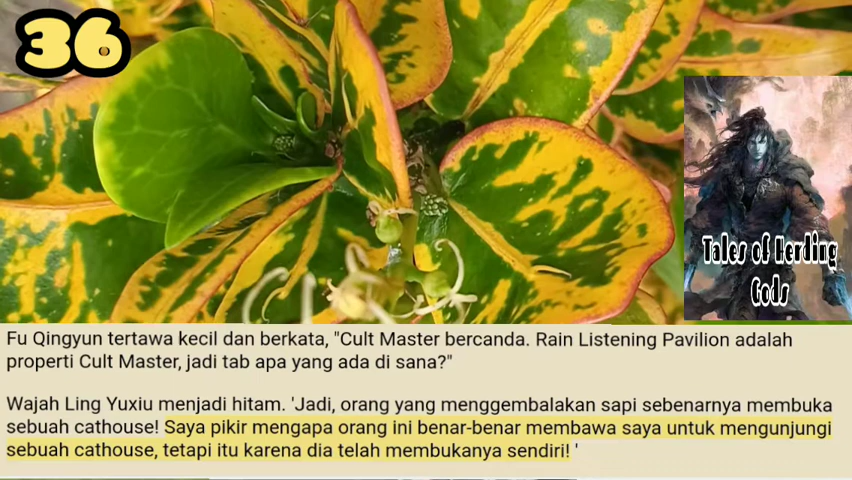 36
Tales of Herding
Gods
Fu Qingyun tertawa kecil dan berkata, "Cult Master bercanda. Rain Listening Pavilion adalah
properti Cult Master, jadi tab apa yang ada di sana?"
Wajah Ling Yuxiu menjadi hitam. 'Jadi, orang yang menggembalakan sapi sebenarnya membuka
sebuah cathouse! Saya pikir mengapa orang ini benar-benar membawa saya untuk mengunjungi
sebuah cathouse, tetapi itu karena dia telah membukanya sendiri! '